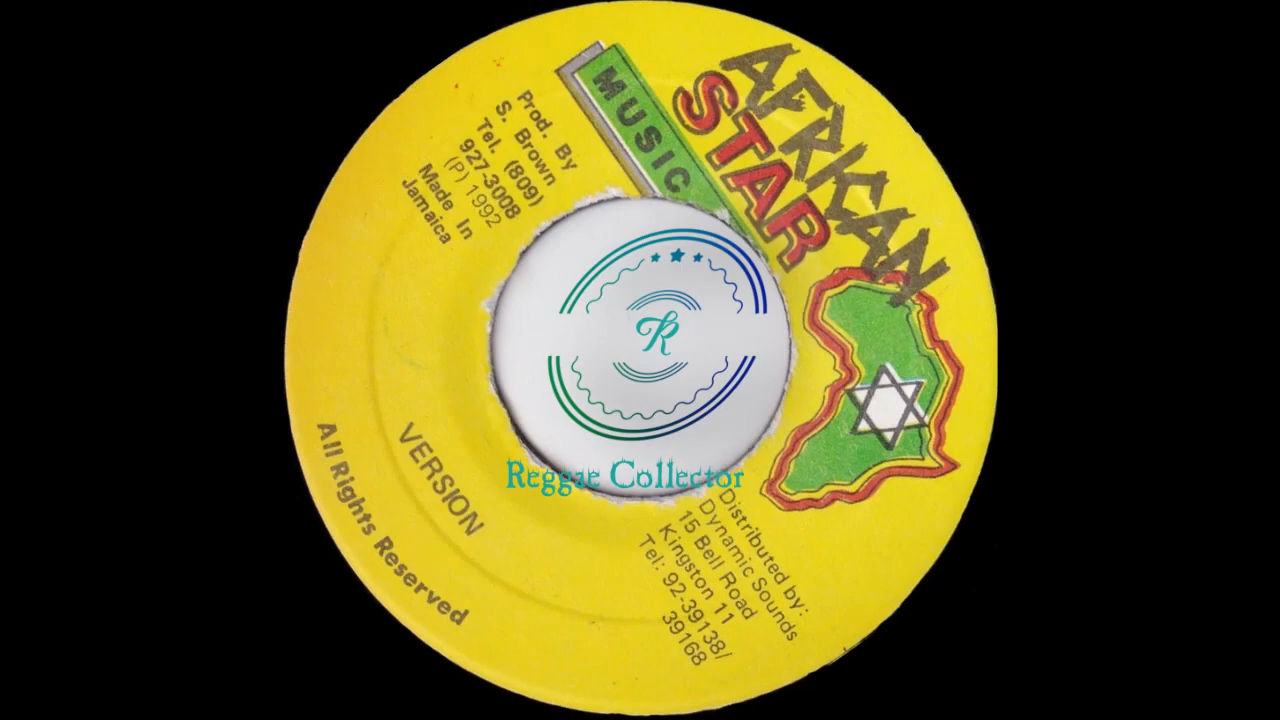 AFRICAN
STAR
MUSIC
Prod. By
S. Brown
Tel. (809)
927-3008
(P) 1992
Made In
Jamaica
R
Reggae Collector
VERSION
All Rights Reserved
Distributed by:
Dynamic Sounds
15 Bell Road
Kingston 11
Tel: 92-39138/
39168